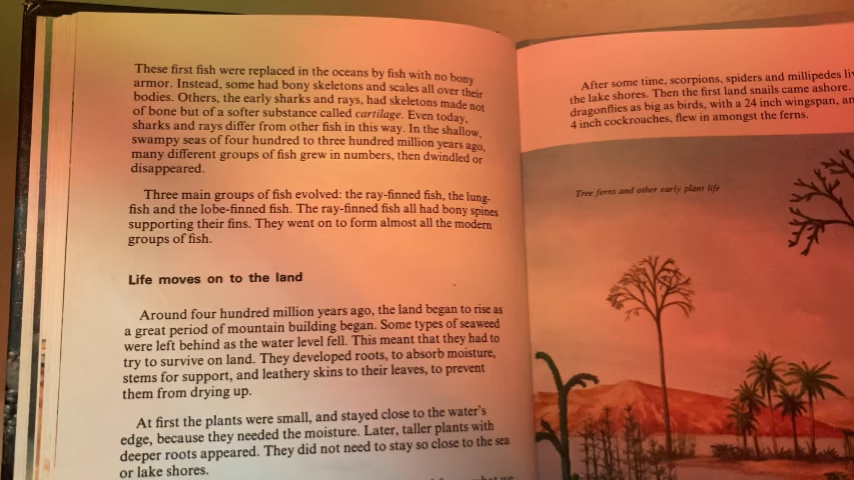 These first fish were replaced in the oceans by fish with no bony
armor. Instead, some had bony skeletons and scales all over their
bodies. Others, the early sharks and rays, had skeletons made not
of bone but of a softer substance called cartilage. Even today,
sharks and rays differ from other fish in this way. In the shallow,
swampy seas of four hundred to three hundred million years ago,
many different groups of fish grew in numbers, then dwindled or
disappeared.
Three main groups of fish evolved: the ray-finned fish, the lung-
fish and the lobe-finned fish. The ray-finned fish all had bony spines
supporting their fins. They went on to form almost all the modern
groups of fish.
Life moves on to the land
Around four hundred million years ago, the land began to rise as
a great period of mountain building began. Some types of seaweed
were left behind as the water level fell. This meant that they had to
try to survive on land. They developed roots, to absorb moisture,
stems for support, and leathery skins to their leaves, to prevent
them from drying up.
At first the plants were small, and stayed close to the water's
edge, because they needed the moisture. Later, taller plants with
deeper roots appeared. They did not need to stay so close to the sea
or lake shores.
After some time, scorpions, spiders and millipedes
the lake shores. Then the first land snails came ashore.
dragonflies as big as birds, with a 24 inch wingspan,
4 inch cockroaches, flew in amongst the ferns.
Tree ferns and other early plant life